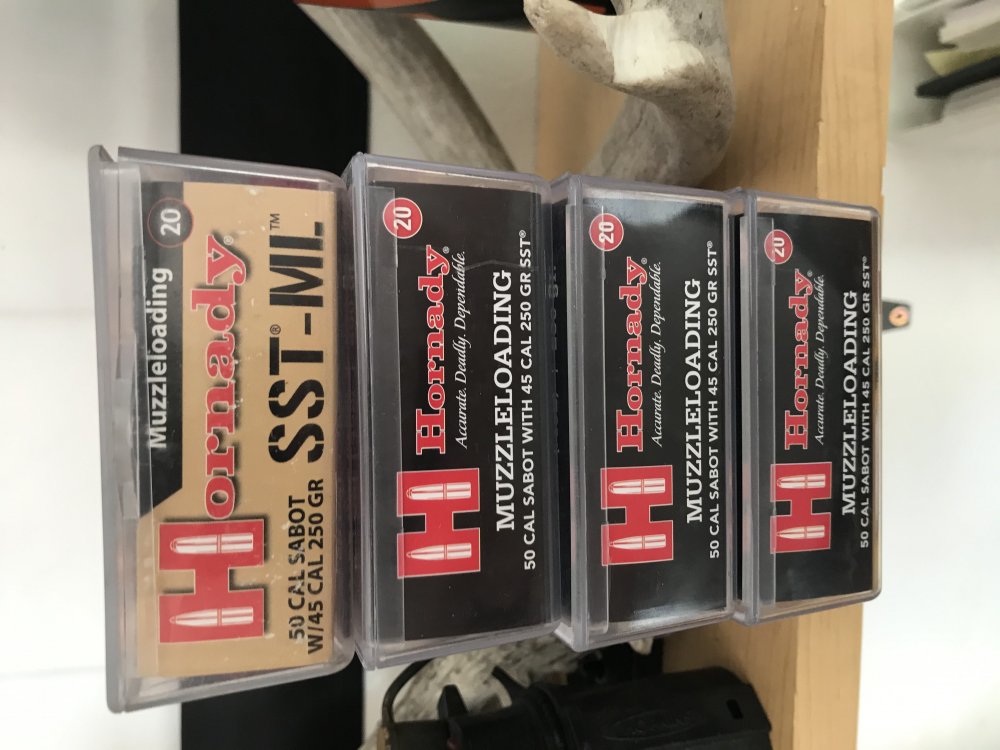 Muzzleloading 20
Hornady®
50 CAL SABOT
W/45 CAL 250 GR SST®-ML™
20
Hornady®
Accurate. Deadly. Dependable.
MUZZLELOADING
50 CAL SABOT WITH 45 CAL 250 GR SST®
20
Hornady®
Accurate. Deadly. Dependable.
MUZZLELOADING
50 CAL SABOT WITH 45 CAL 250 GR SST®
20
Hornady®
Accurate. Deadly. Dependable.
MUZZLELOADING
50 CAL SABOT WITH 45 CAL 250 GR SST®